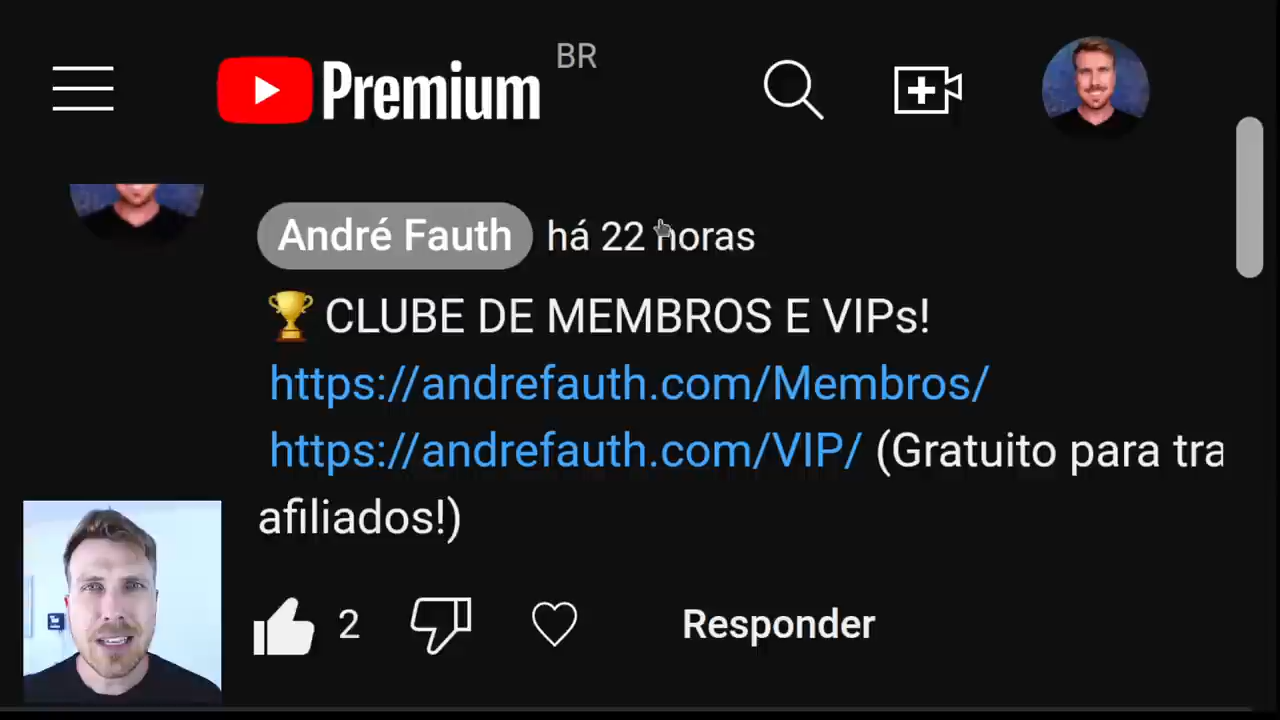 Premium BR
André Fauth há 22 horas
🏆 CLUBE DE MEMBROS E VIPs!
https://andrefauth.com/Membros/
https://andrefauth.com/VIP/ (Gratuito para tra
afiliados!)
2 Responder